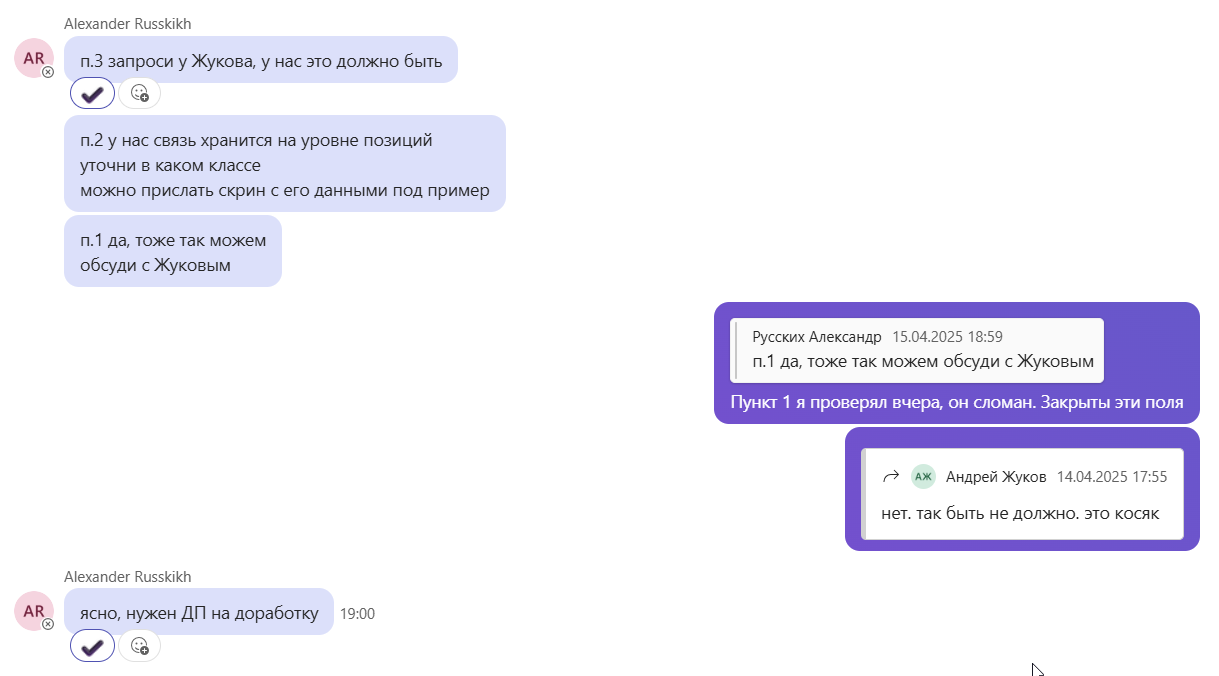 Alexander Russkikh
AR
п.3 запроси у Жукова, у нас это должно быть
п.2 у нас связь хранится на уровне позиций
уточни в каком классе
можно прислать скрин с его данными под пример
п.1 да, тоже так можем
обсуди с Жуковым
Русских Александр 15.04.2025 18:59
п.1 да, тоже так можем обсуди с Жуковым
Пункт 1 я проверял вчера, он сломан. Закрыты эти поля
АЖ Андрей Жуков 14.04.2025 17:55
нет. так быть не должно. это косяк
Alexander Russkikh
AR
ясно, нужен ДП на доработку 19:00